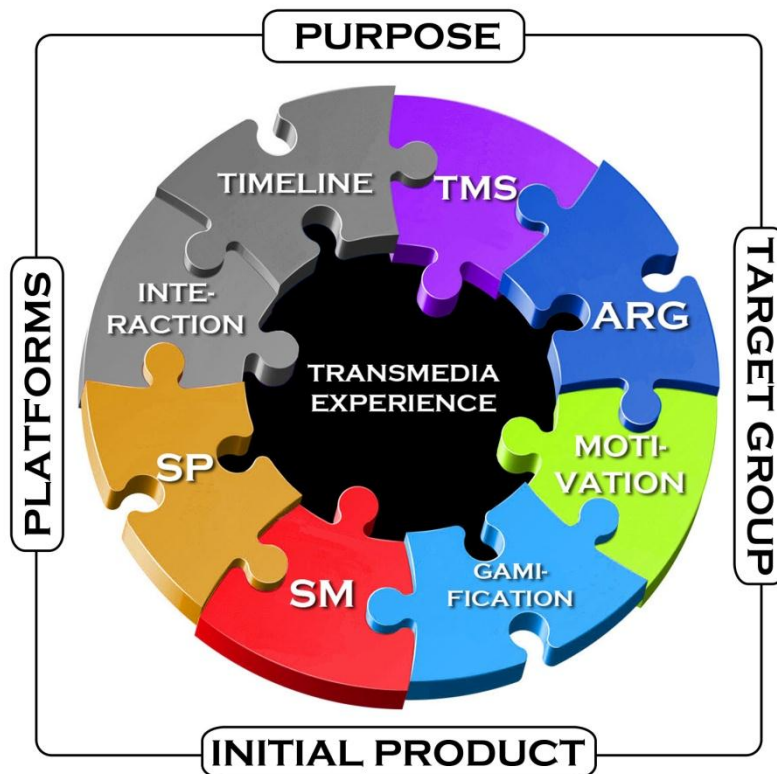 PURPOSE
TIMELINE
TMS
INTE-
RACTION
ARG
PLATFORMS
TARGET GROUP
TRANSMEDIA
EXPERIENCE
SP
MOTI-
VATION
SM
GAMI-
FICATION
INITIAL PRODUCT